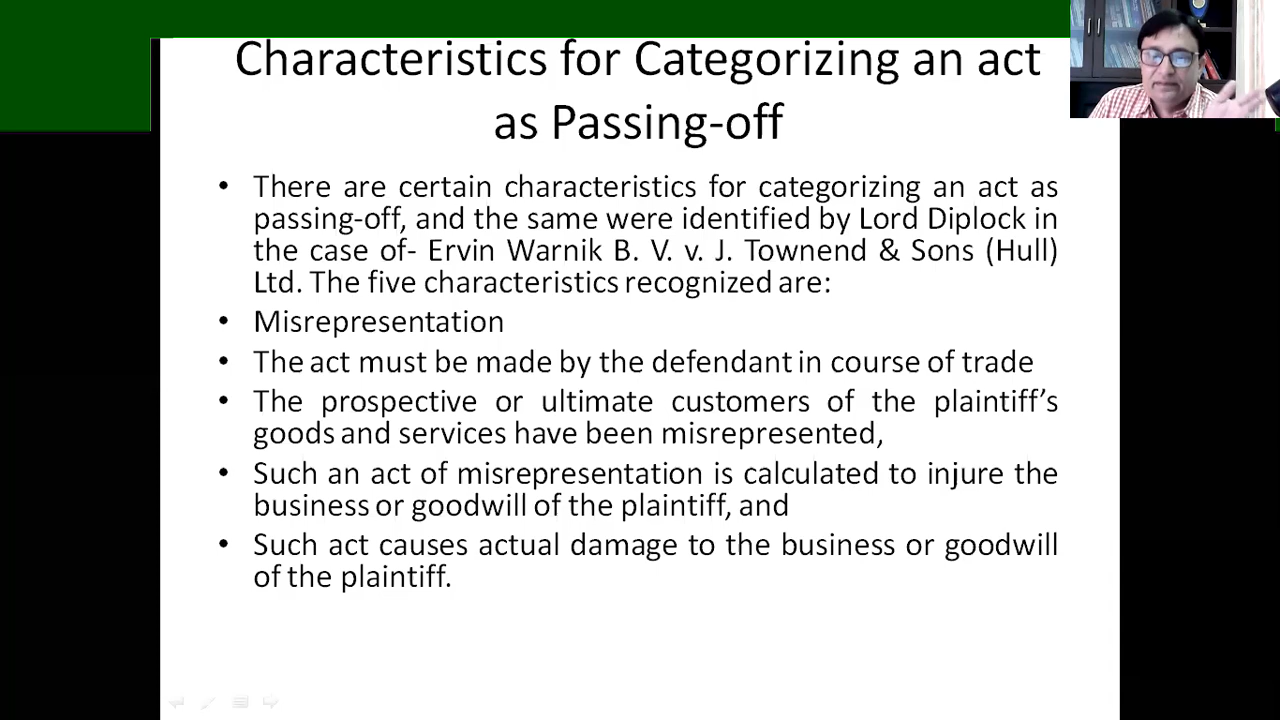 Characteristics for Categorizing an act
as Passing-off
• There are certain characteristics for categorizing an act as
passing-off, and the same were identified by Lord Diplock in
the case of- Ervin Warnik B. V. v. J. Townend & Sons (Hull)
Ltd. The five characteristics recognized are:
• Misrepresentation
• The act must be made by the defendant in course of trade
• The prospective or ultimate customers of the plaintiff’s
goods and services have been misrepresented,
• Such an act of misrepresentation is calculated to injure the
business or goodwill of the plaintiff, and
• Such act causes actual damage to the business or goodwill
of the plaintiff.